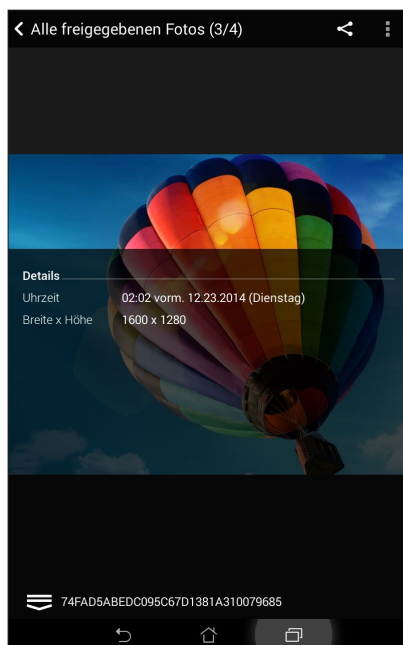 Alle freigegebenen Fotos (3/4)
Details
Uhrzeit 02:02 vorm. 12.23.2014 (Dienstag)
Breite x Höhe 1600 x 1280
74FAD5ABEDC095C67D1381A310079685